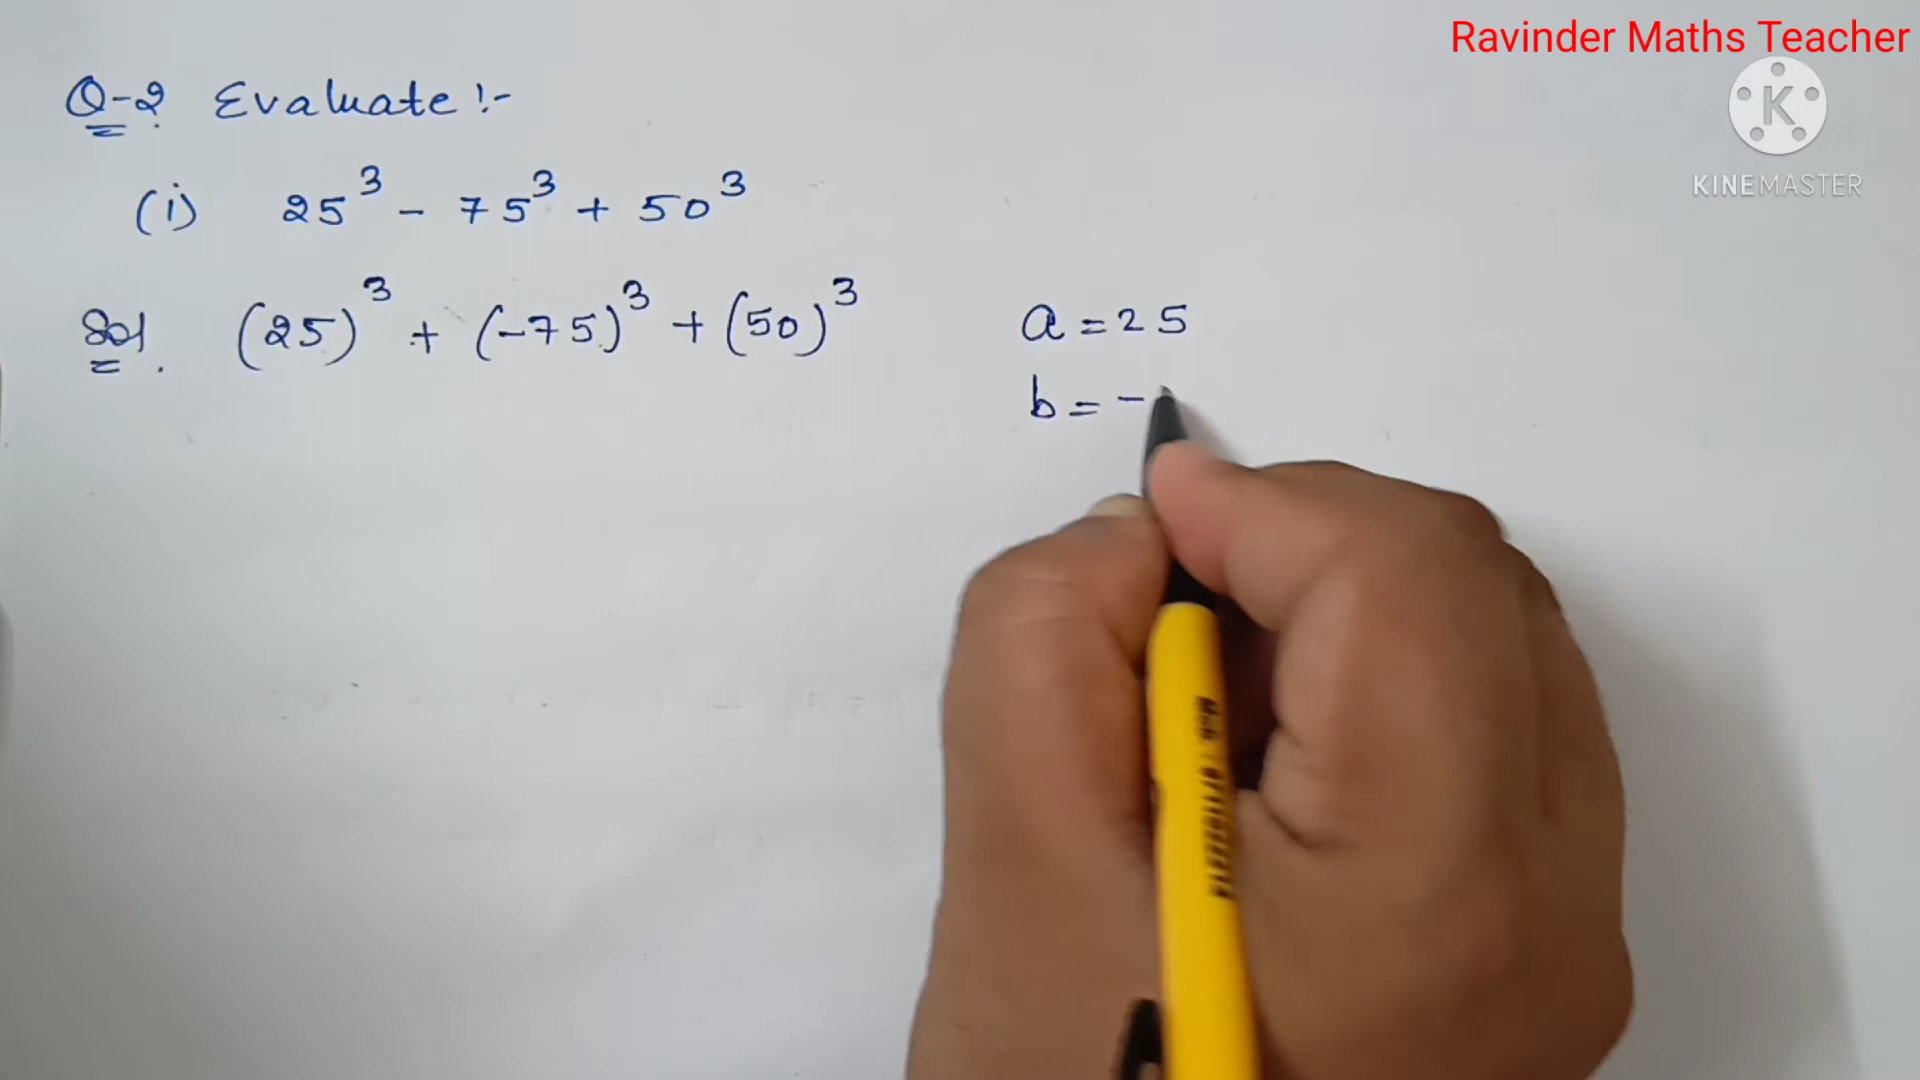 Ravinder Maths Teacher
KINEMASTER
Q-2 Evaluate :-
(i) 25³ - 75³ + 50³
Sol. (25)³ + (-75)³ + (50)³
a = 25
b = -